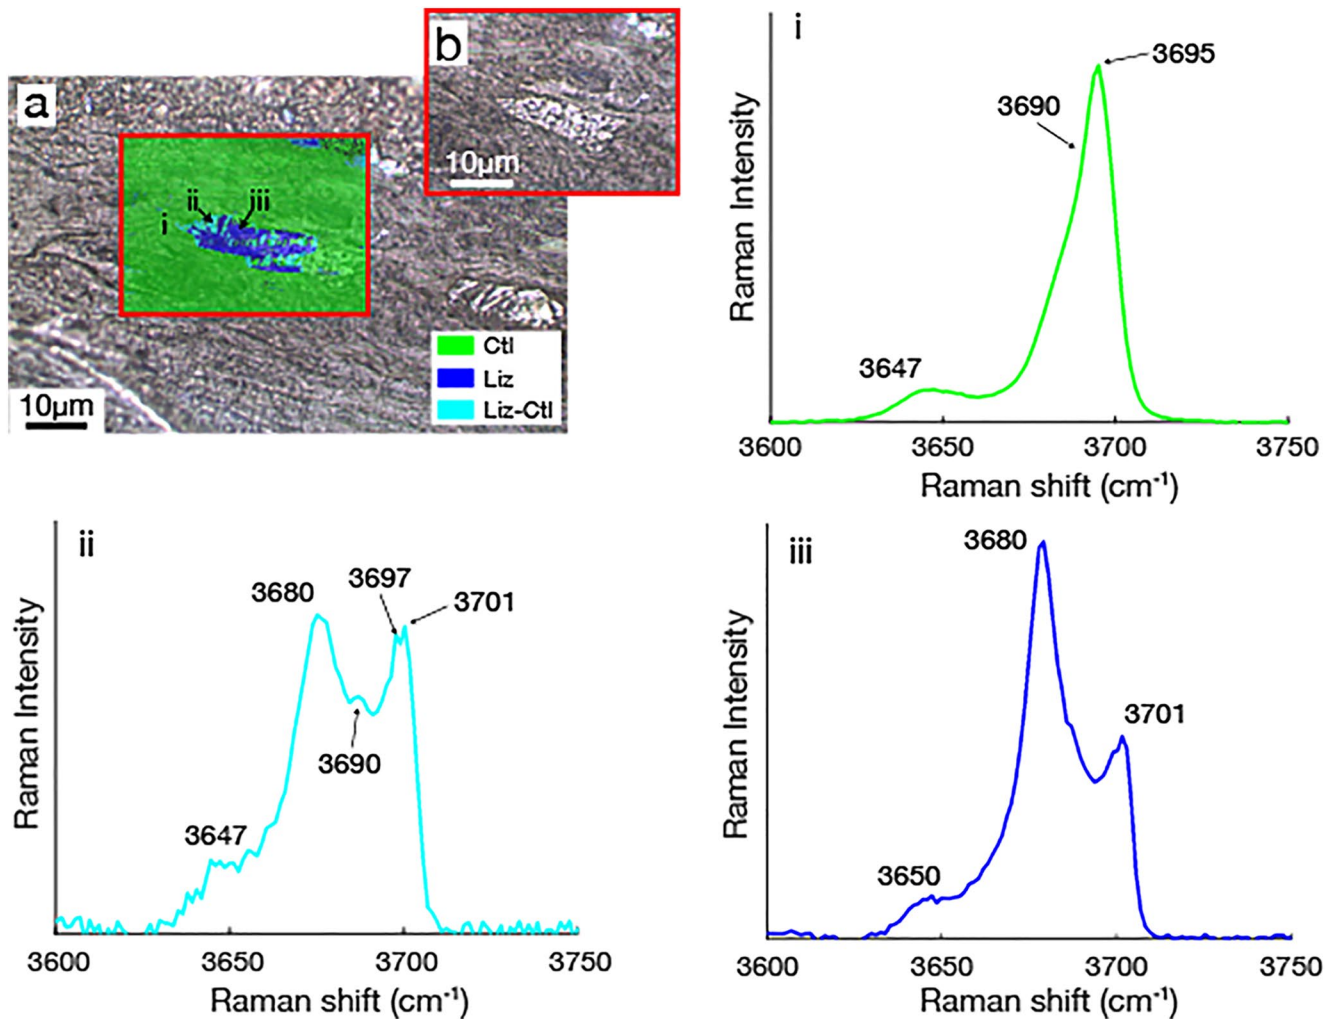 a
ii
iii
i
Ctl
Liz
Liz-Ctl
10µm
b
10µm
i
3695
3690
3647
Raman Intensity
3600
3650
3700
3750
Raman shift (cm-1)
ii
3680
3697
3701
3690
3647
Raman Intensity
3600
3650
3700
3750
Raman shift (cm-1)
iii
3680
3701
3650
Raman Intensity
3600
3650
3700
3750
Raman shift (cm-1)